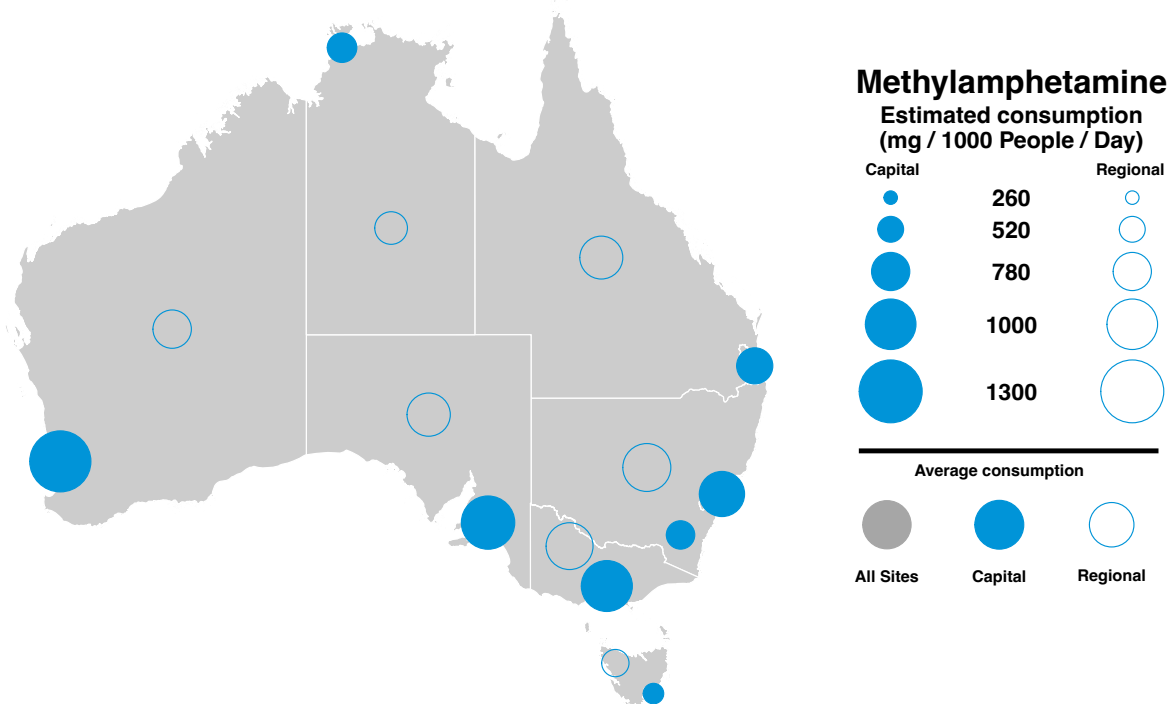 Methylamphetamine
Estimated consumption
(mg / 1000 People / Day)
Capital
Regional
260
520
780
1000
1300
Average consumption
All Sites
Capital
Regional